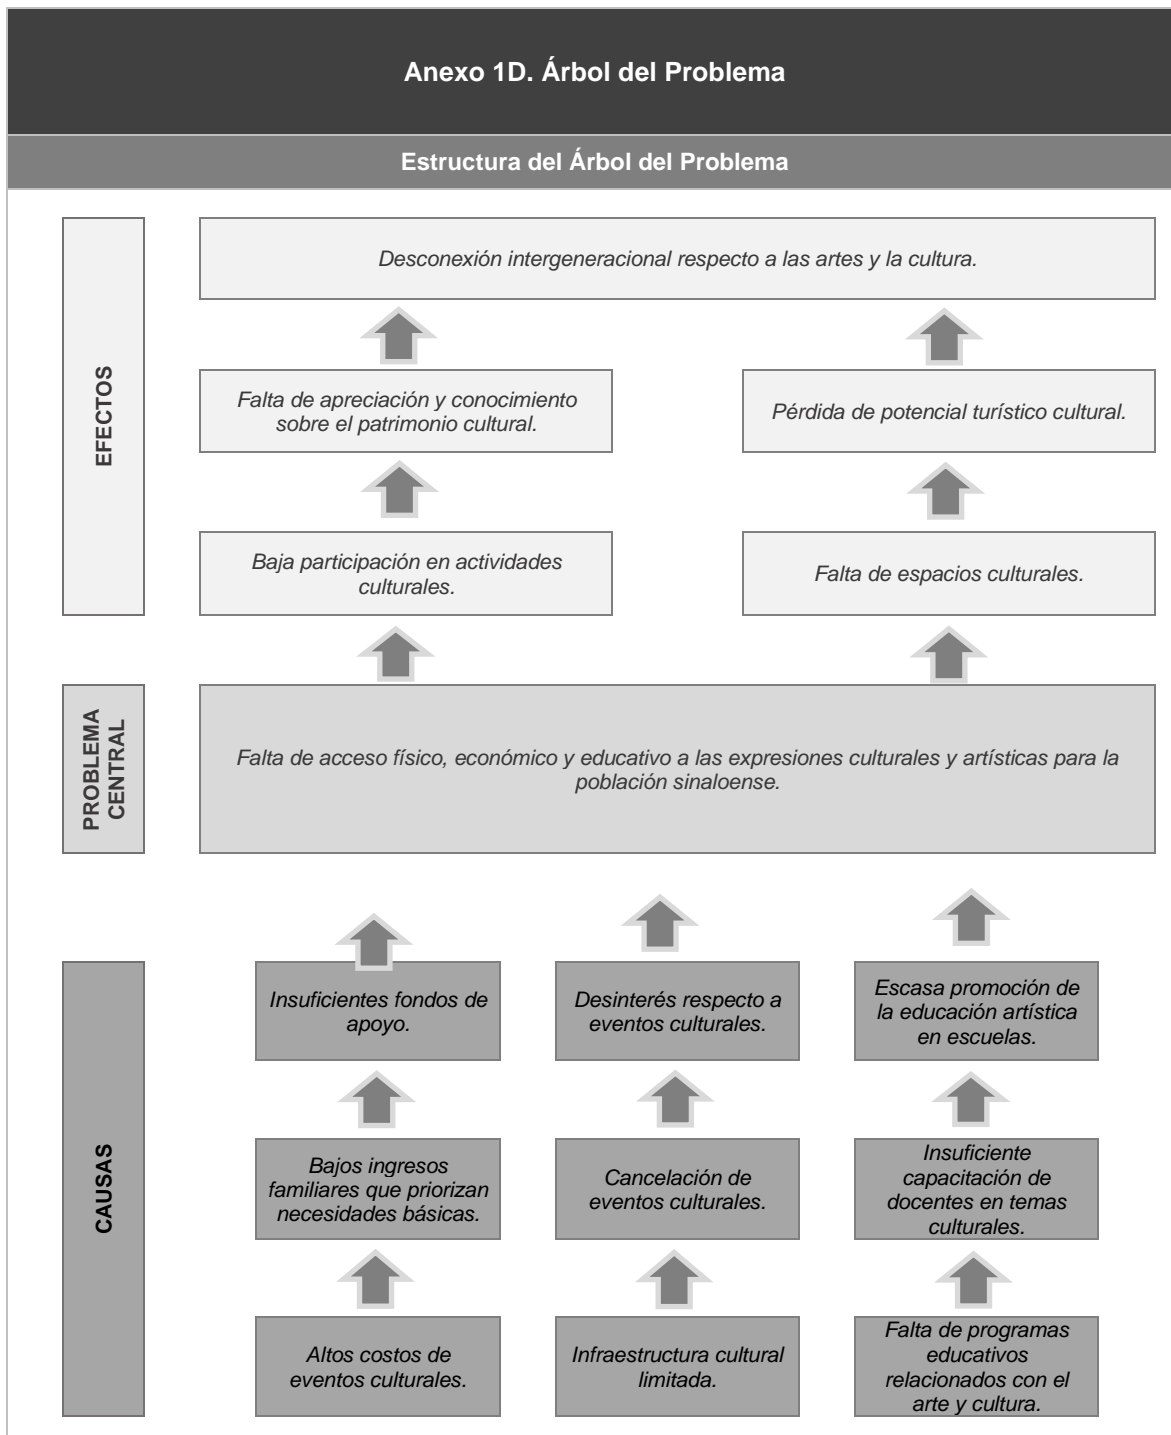 Anexo 1D. Árbol del Problema
Estructura del Árbol del Problema
EFECTOS
Desconexión intergeneracional respecto a las artes y la cultura.
Falta de apreciación y conocimiento
sobre el patrimonio cultural.
Pérdida de potencial turístico cultural.
Baja participación en actividades
culturales.
Falta de espacios culturales.
PROBLEMA
CENTRAL
Falta de acceso físico, económico y educativo a las expresiones culturales y artísticas para la
población sinaloense.
CAUSAS
Insuficientes fondos de
apoyo.
Desinterés respecto a
eventos culturales.
Escasa promoción de
la educación artística
en escuelas.
Bajos ingresos
familiares que priorizan
necesidades básicas.
Cancelación de
eventos culturales.
Insuficiente
capacitación de
docentes en temas
culturales.
Altos costos de
eventos culturales.
Infraestructura cultural
limitada.
Falta de programas
educativos
relacionados con el
arte y cultura.